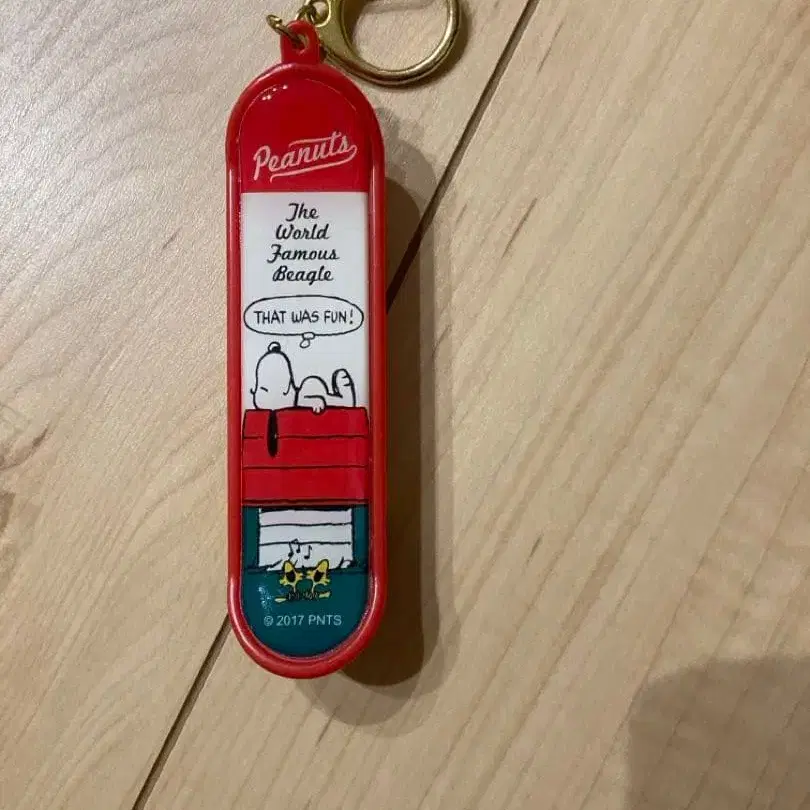 Peanuts
The
World
Famous
Beagle
THAT WAS FUN!
© 2017 PNTS